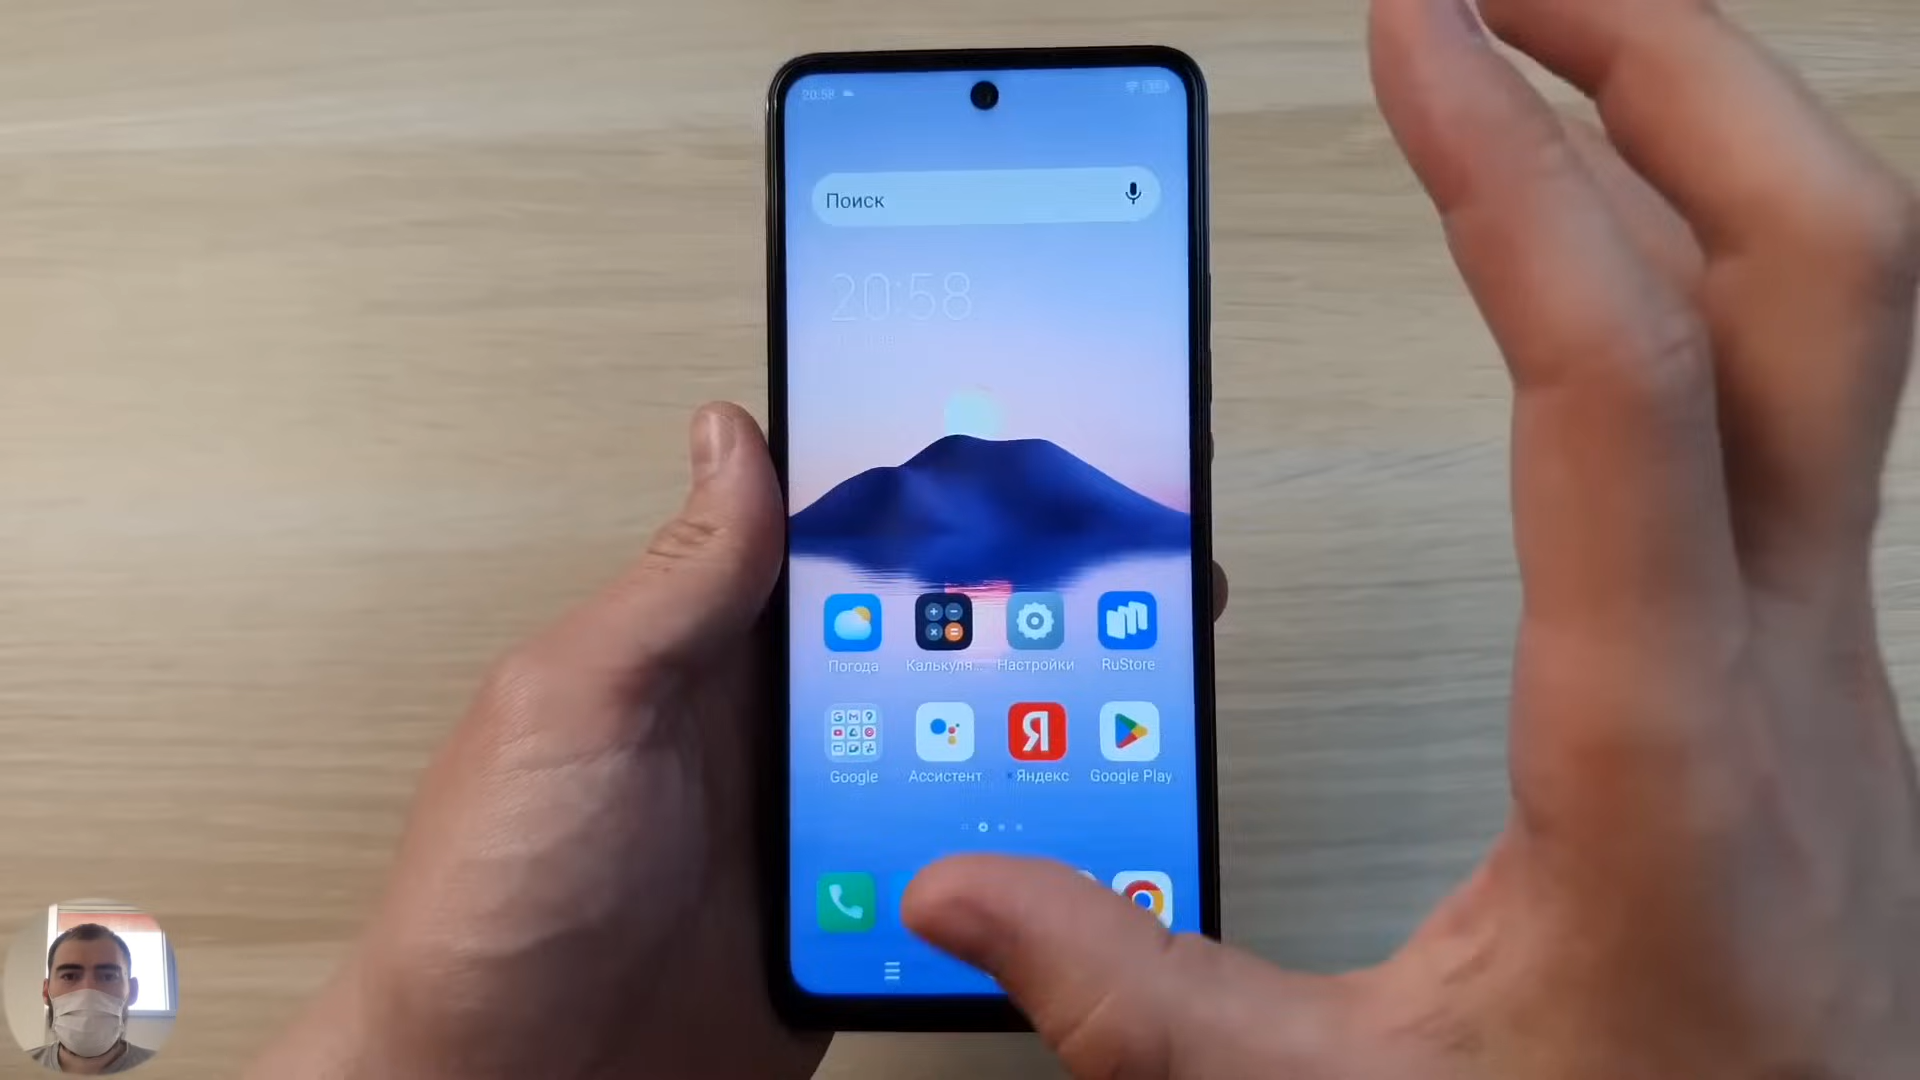 20:58
Поиск
20:58
Погода
Калькуля...
Настройки
RuStore
Я
Google
Ассистент
Яндекс
Google Play